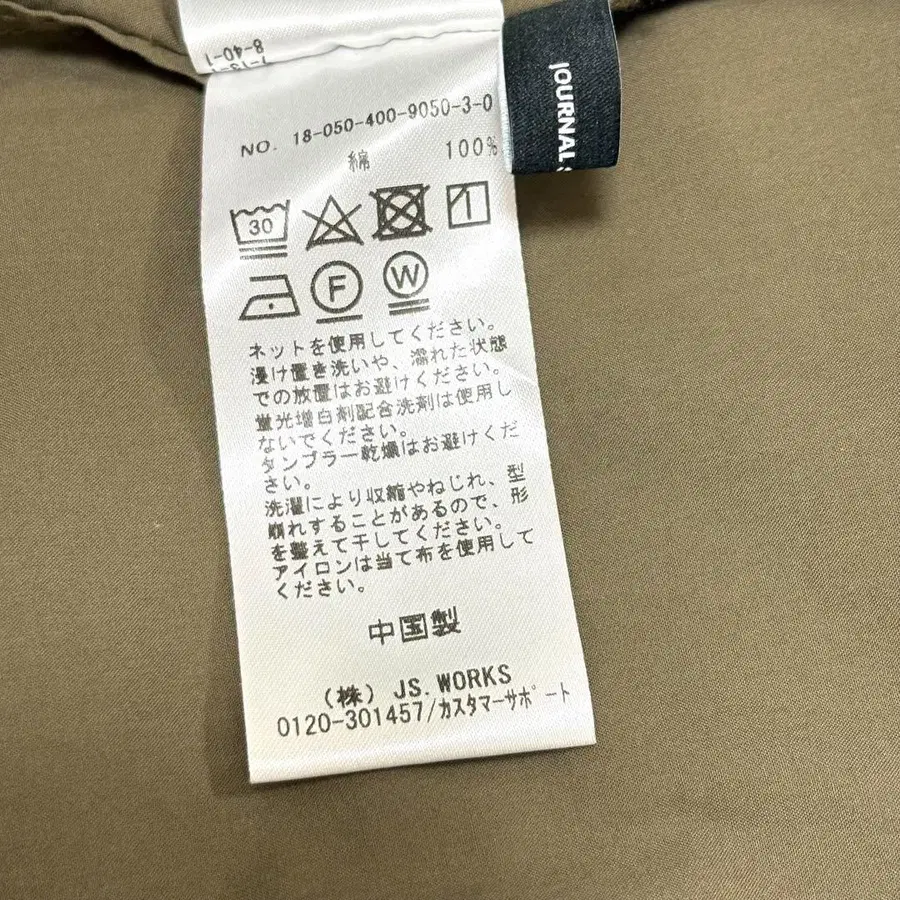 8-40-1
NO. 18-050-400-9050-3-0
綿 100%
30
F
W
ネットを使用してください。
浸け置き洗いや、濡れた状態
での放置はお避けください。
蛍光増白剤配合洗剤は使用し
ないでください。
タンブラー乾燥はお避けくだ
さい。
洗濯により収縮やねじれ、型
崩れすることがあるので、形
を整えて干してください。
アイロンは当て布を使用して
ください。
中国製
(株) JS.WORKS
0120-301457/カスタマーサポート
JOURNAL